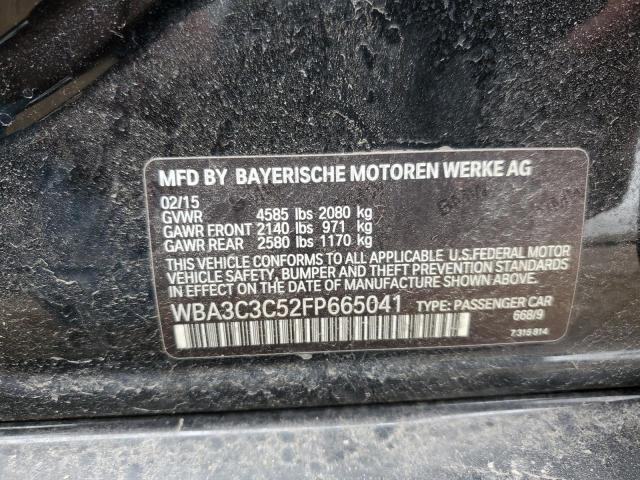 MFD BY BAYERISCHE MOTOREN WERKE AG
02/15
GVWR 4585 lbs 2080 kg
GAWR FRONT 2140 lbs 971 kg
GAWR REAR 2580 lbs 1170 kg
THIS VEHICLE CONFORMS TO ALL APPLICABLE U.S.FEDERAL MOTOR
VEHICLE SAFETY, BUMPER AND THEFT PREVENTION STANDARDS
IN EFFECT ON THE DATE OF MANUFACTURE SHOWN ABOVE.
WBA3C3C52FP665041 TYPE: PASSENGER CAR
668/9
7 315 814